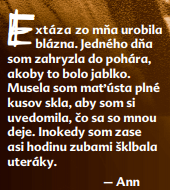 Extáza zo mňa urobila
blázna. Jedného dňa
som zahryzla do pohára,
akoby to bolo jablko.
Musela som mať ústa plné
kusov skla, aby som si
uvedomila, čo sa so mnou
deje. Inokedy som zase
asi hodinu zubami šklbala
uteráky.
— Ann